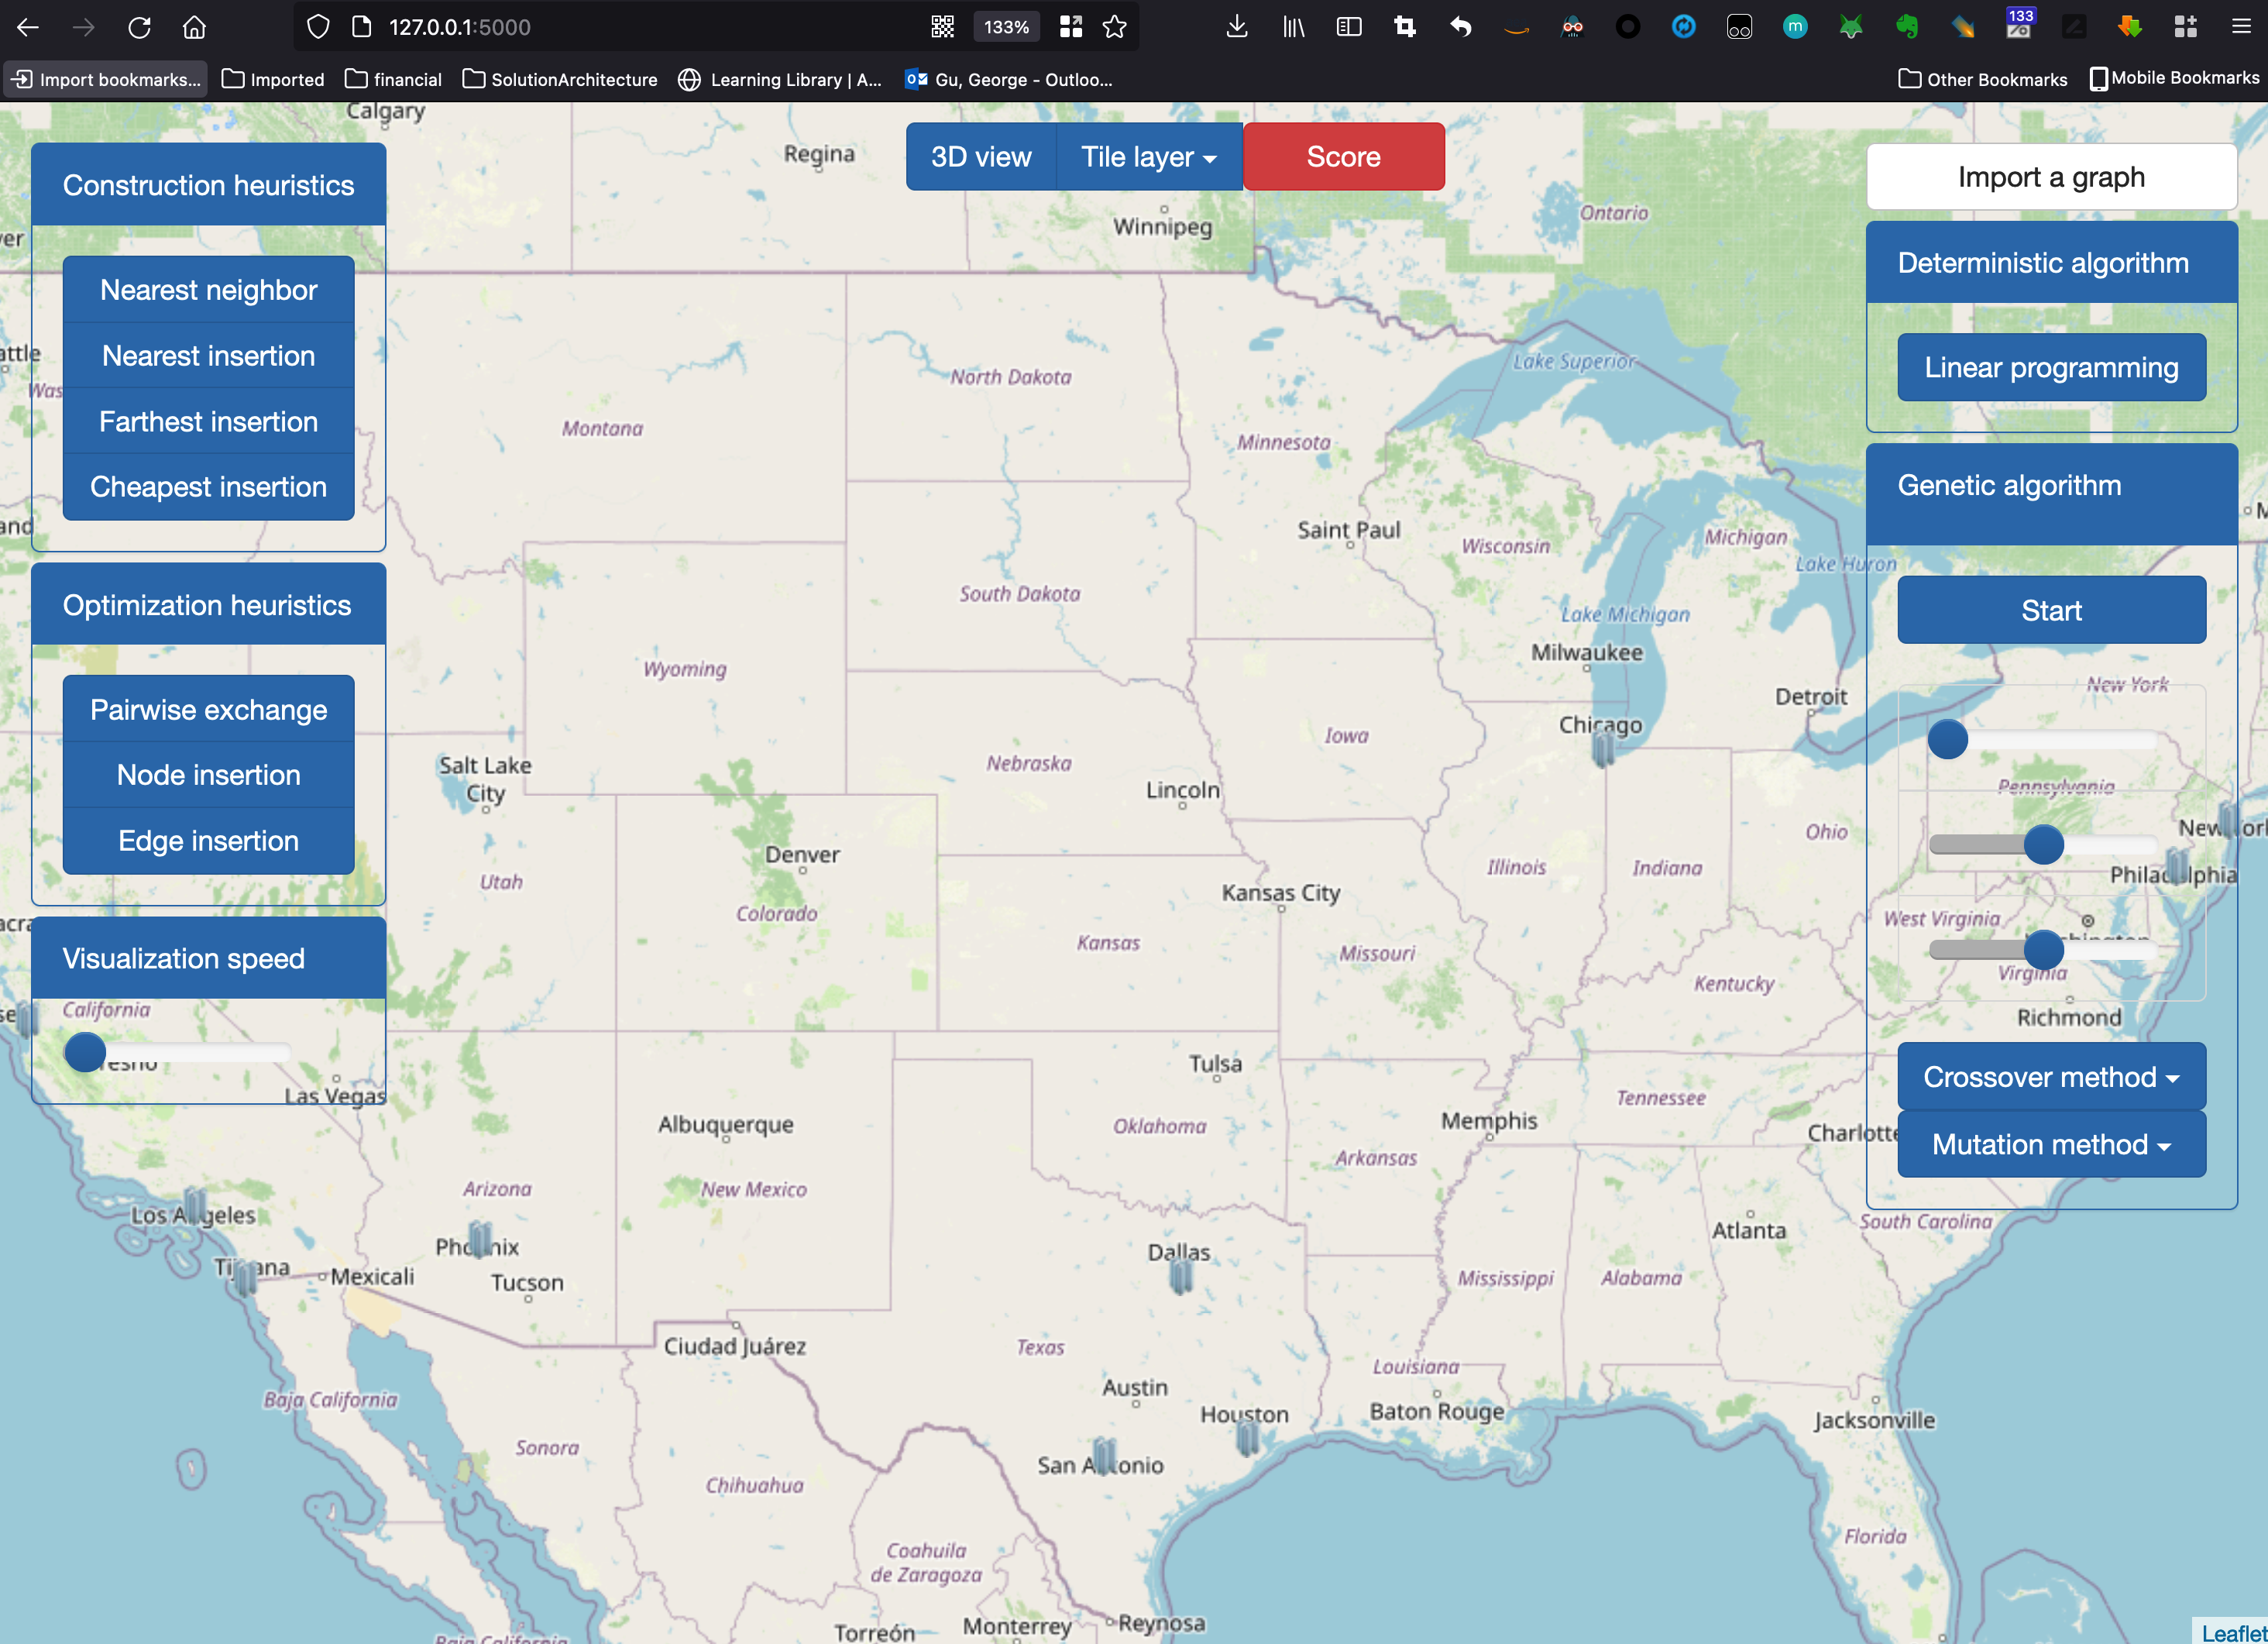 127.0.0.1:5000
133%
133
m
Import bookmarks...
Imported
financial
SolutionArchitecture
Learning Library | A...
Gu, George - Outloo...
Other Bookmarks
Mobile Bookmarks
Calgary
Regina
Winnipeg
Ontario
3D view
Tile layer
Score
Import a graph
Construction heuristics
Nearest neighbor
Nearest insertion
Farthest insertion
Cheapest insertion
Optimization heuristics
Pairwise exchange
Node insertion
Edge insertion
Visualization speed
Deterministic algorithm
Linear programming
Genetic algorithm
Start
Crossover method
Mutation method
Montana
North Dakota
Minnesota
Lake Superior
Saint Paul
Wisconsin
Michigan
Lake Huron
South Dakota
Lake Michigan
Wyoming
Milwaukee
Detroit
New York
Chicago
Iowa
Salt Lake
City
Nebraska
Lincoln
Pennsylvania
Ohio
New York
Denver
Utah
Illinois
Indiana
Kansas City
Philadelphia
Colorado
Kansas
Missouri
West Virginia
Washington
Virginia
Kentucky
California
Richmond
Fresno
Las Vegas
Tulsa
Albuquerque
Oklahoma
Memphis
Tennessee
Charlotte
Arkansas
Arizona
New Mexico
Los Angeles
Phoenix
Tijuana
Mexicali
Tucson
Dallas
Mississippi
Alabama
Atlanta
South Carolina
Ciudad Juárez
Texas
Louisiana
Austin
Houston
Baton Rouge
Jacksonville
Baja California
Sonora
San Antonio
Chihuahua
Coahuila
de Zaragoza
Florida
Torreón
Monterrey
Reynosa
Baja California
Leaflet